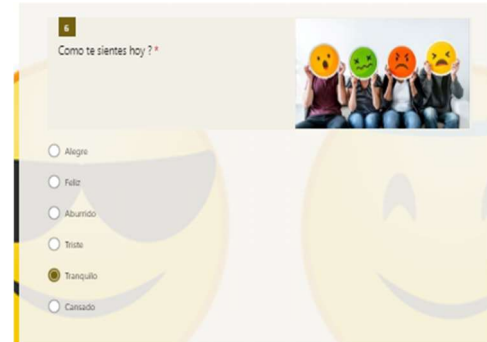 6
Como te sientes hoy ? *
Alegre
Feliz
Aburrido
Triste
Tranquilo
Cansado